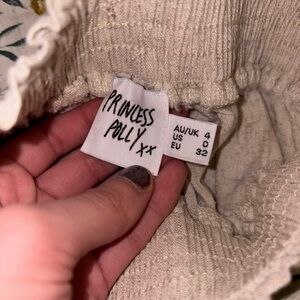 PRINCESS
POLLY xx
AU/UK 4
US 0
EU 32